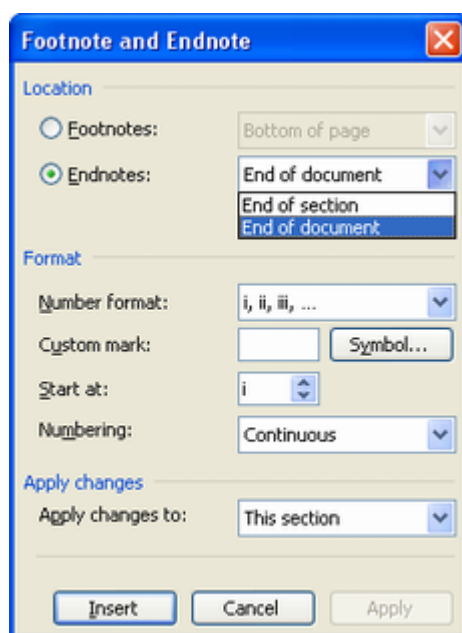 Footnote and Endnote
Location
Footnotes: Bottom of page
Endnotes: End of document
End of section
End of document
Format
Number format: i, ii, iii, ...
Custom mark: Symbol...
Start at: i
Numbering: Continuous
Apply changes
Apply changes to: This section
Insert Cancel Apply